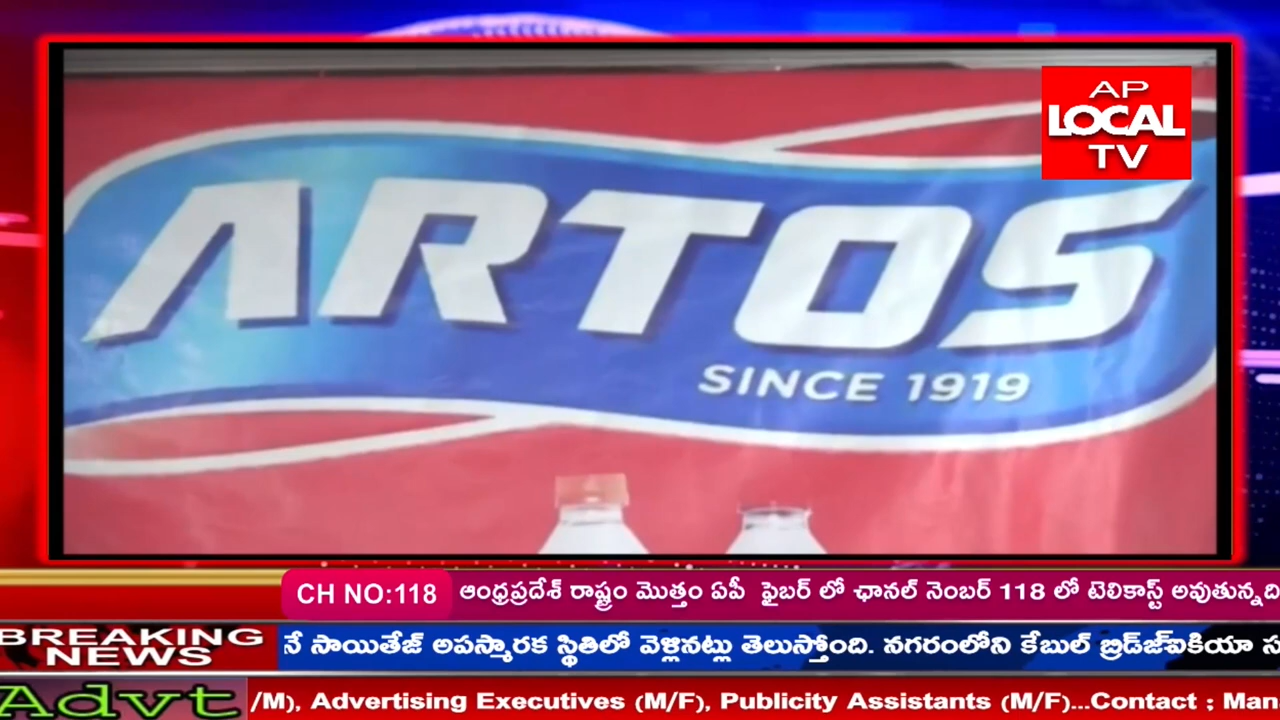 AP
LOCAL
TV
ARTOS
SINCE 1919
CH NO:118 ఆంధ్రప్రదేశ్ రాష్ట్రం మొత్తం ఏపీ ఫైబర్ లో ఛానల్ నెంబర్ 118 లో టెలికాస్ట్ అవుతున్నది
BREAKING
NEWS
నే సాయితేజ్ అపస్మారక స్థితిలో వెళ్లినట్లు తెలుస్తోంది. నగరంలోని కేబుల్ బ్రిడ్జ్-ఐకియా స
Advt
/M), Advertising Executives (M/F), Publicity Assistants (M/F)...Contact ; Man